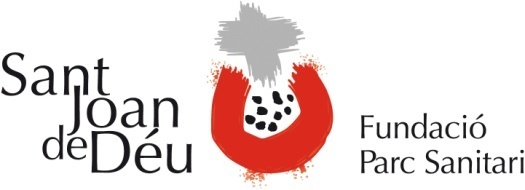 Sant
Joan
de Déu
Fundació
Parc Sanitari